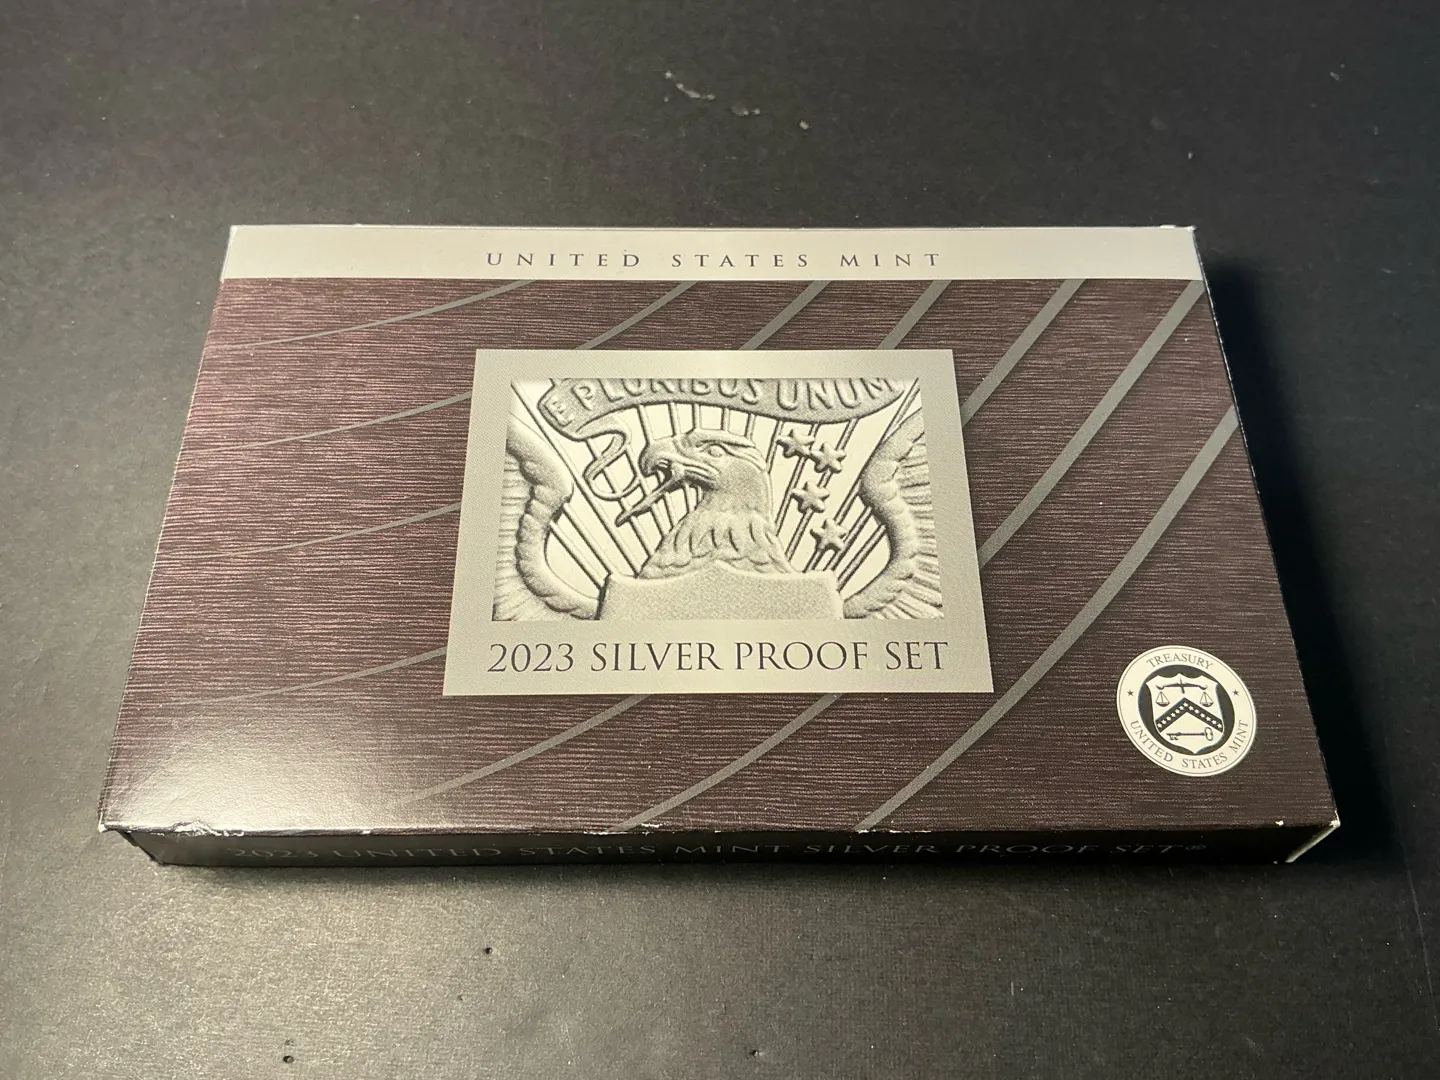 UNITED STATES MINT
E PLURIBUS UNUM
2023 SILVER PROOF SET
TREASURY
UNITED STATES MINT
2023 UNITED STATES MINT SILVER PROOF SET®